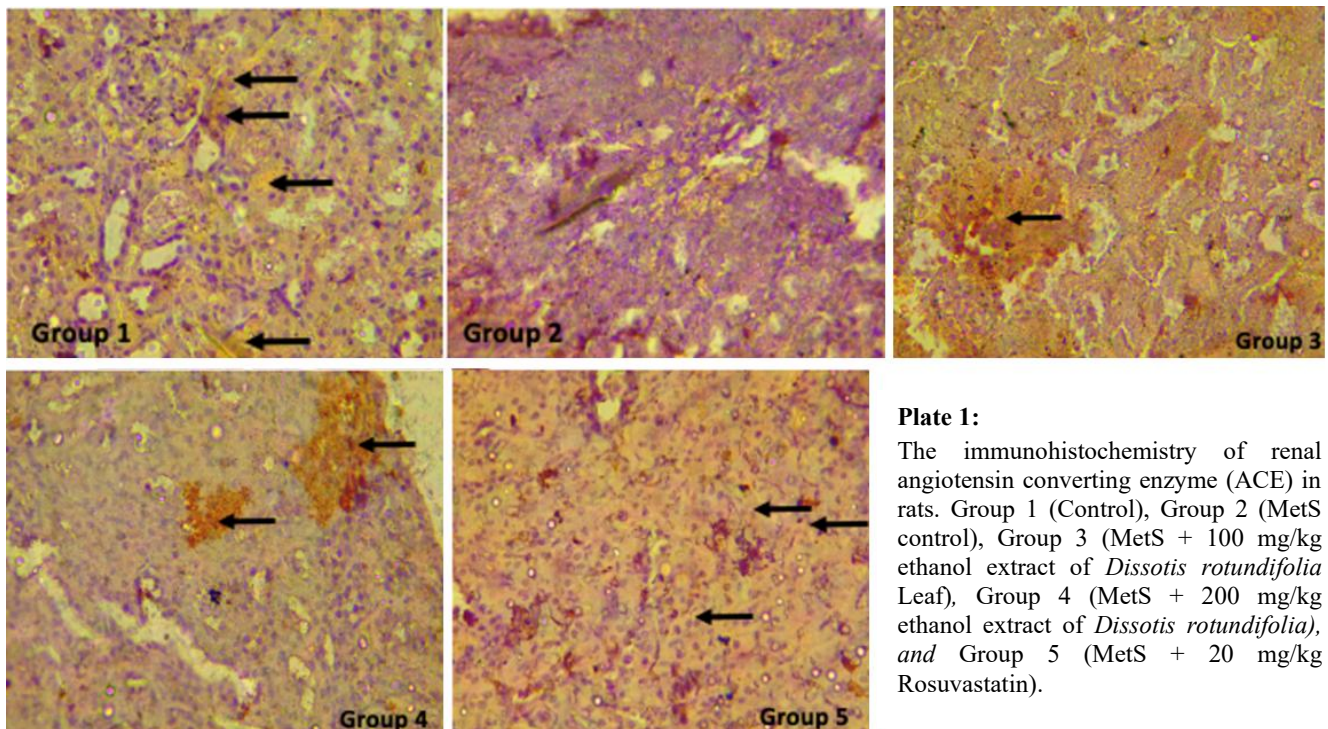 Group 1
Group 2
Group 3
Group 4
Group 5
Plate 1:
The immunohistochemistry of renal
angiotensin converting enzyme (ACE) in
rats. Group 1 (Control), Group 2 (MetS
control), Group 3 (MetS + 100 mg/kg
ethanol extract of Dissotis rotundifolia
Leaf), Group 4 (MetS + 200 mg/kg
ethanol extract of Dissotis rotundifolia),
and Group 5 (MetS + 20 mg/kg
Rosuvastatin).